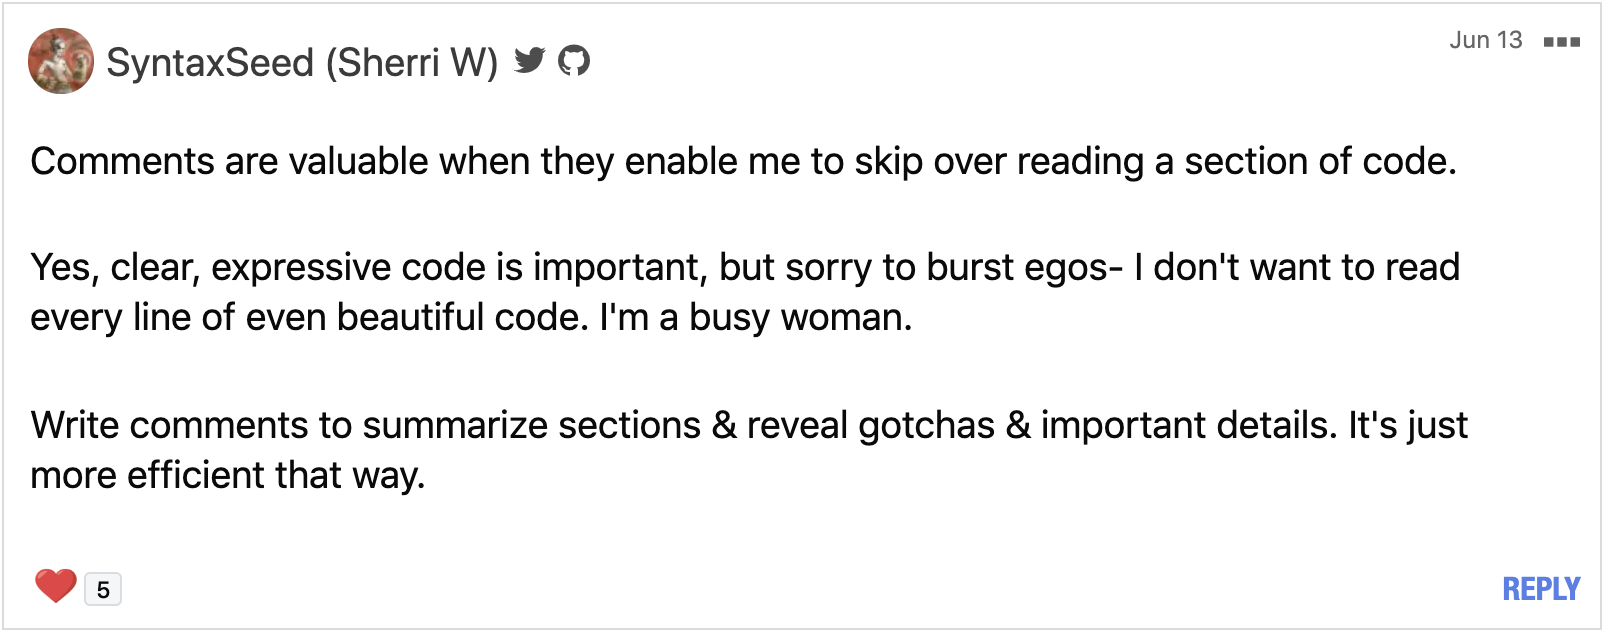 SyntaxSeed (Sherri W)
Jun 13
Comments are valuable when they enable me to skip over reading a section of code.
Yes, clear, expressive code is important, but sorry to burst egos- I don't want to read
every line of even beautiful code. I'm a busy woman.
Write comments to summarize sections & reveal gotchas & important details. It's just
more efficient that way.
5
REPLY